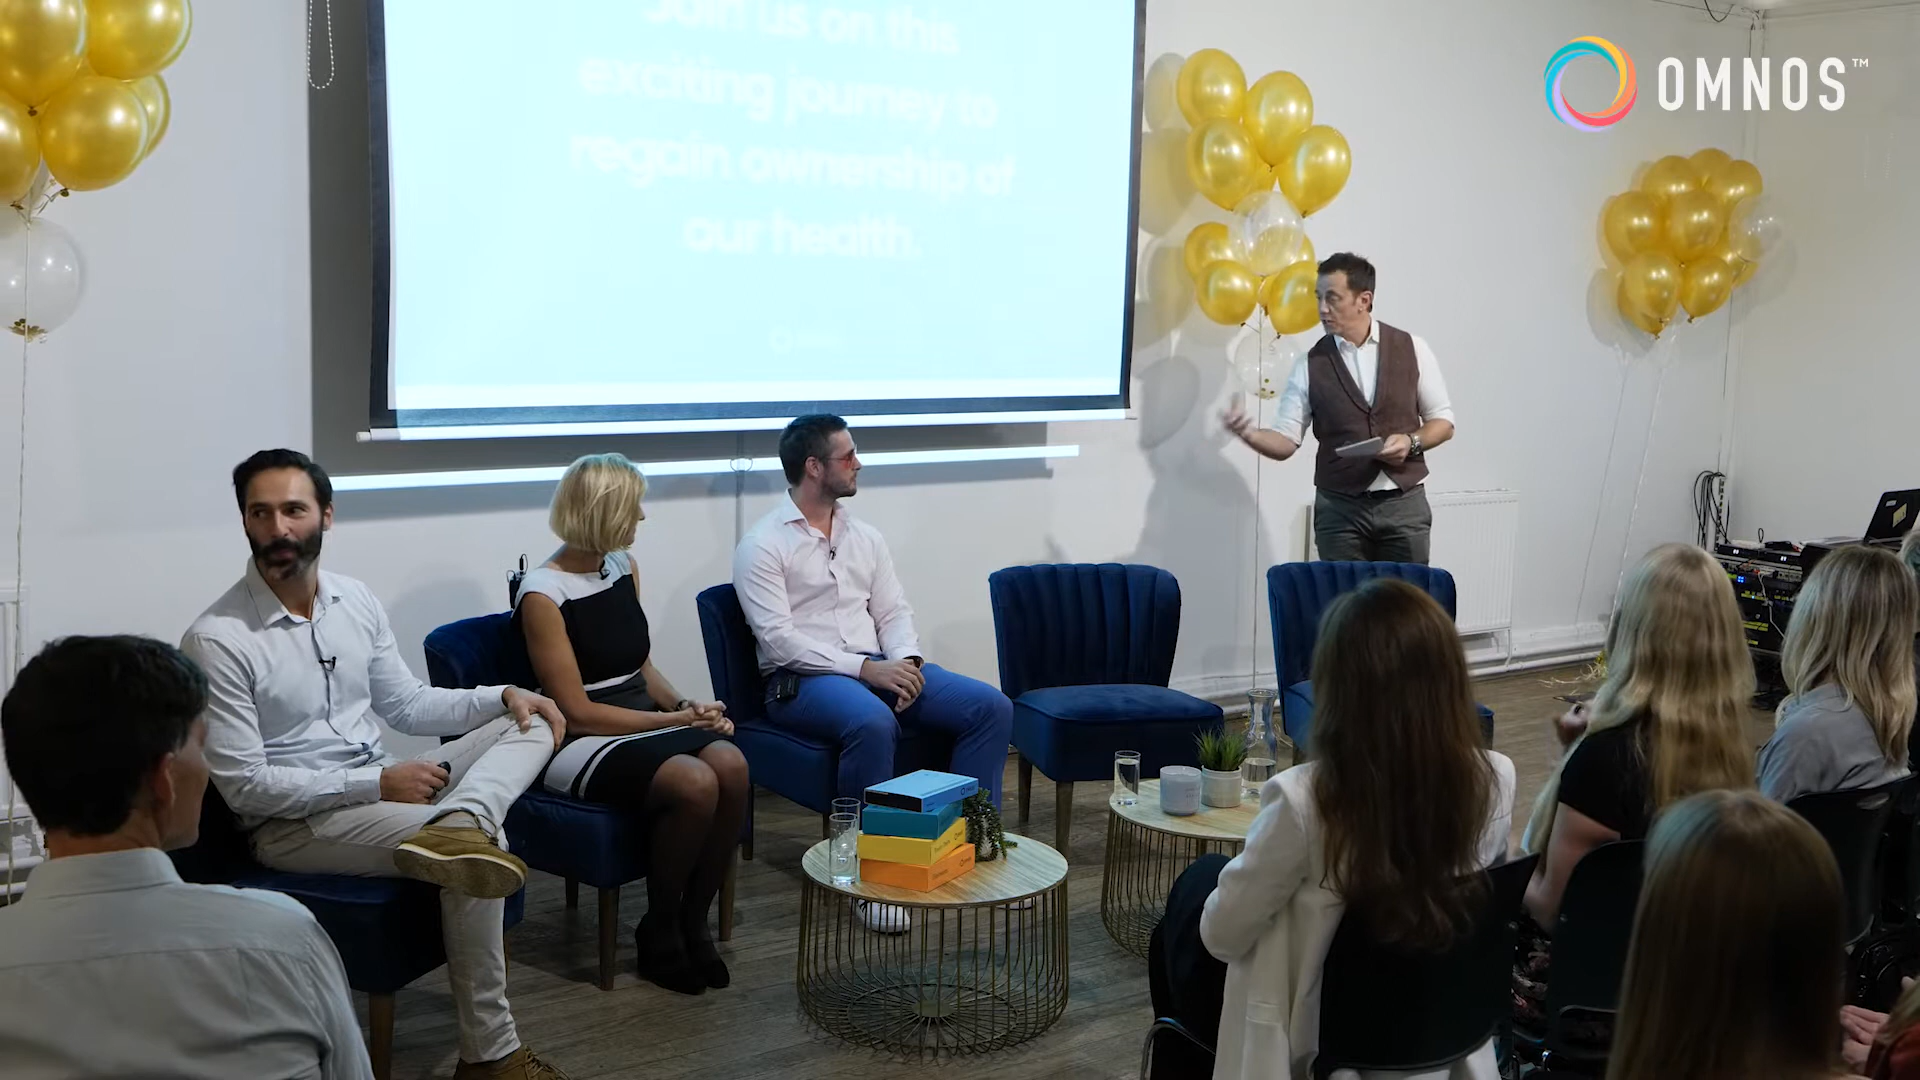 Join us on this
exciting journey to
regain ownership of
our health.
OMNOS™